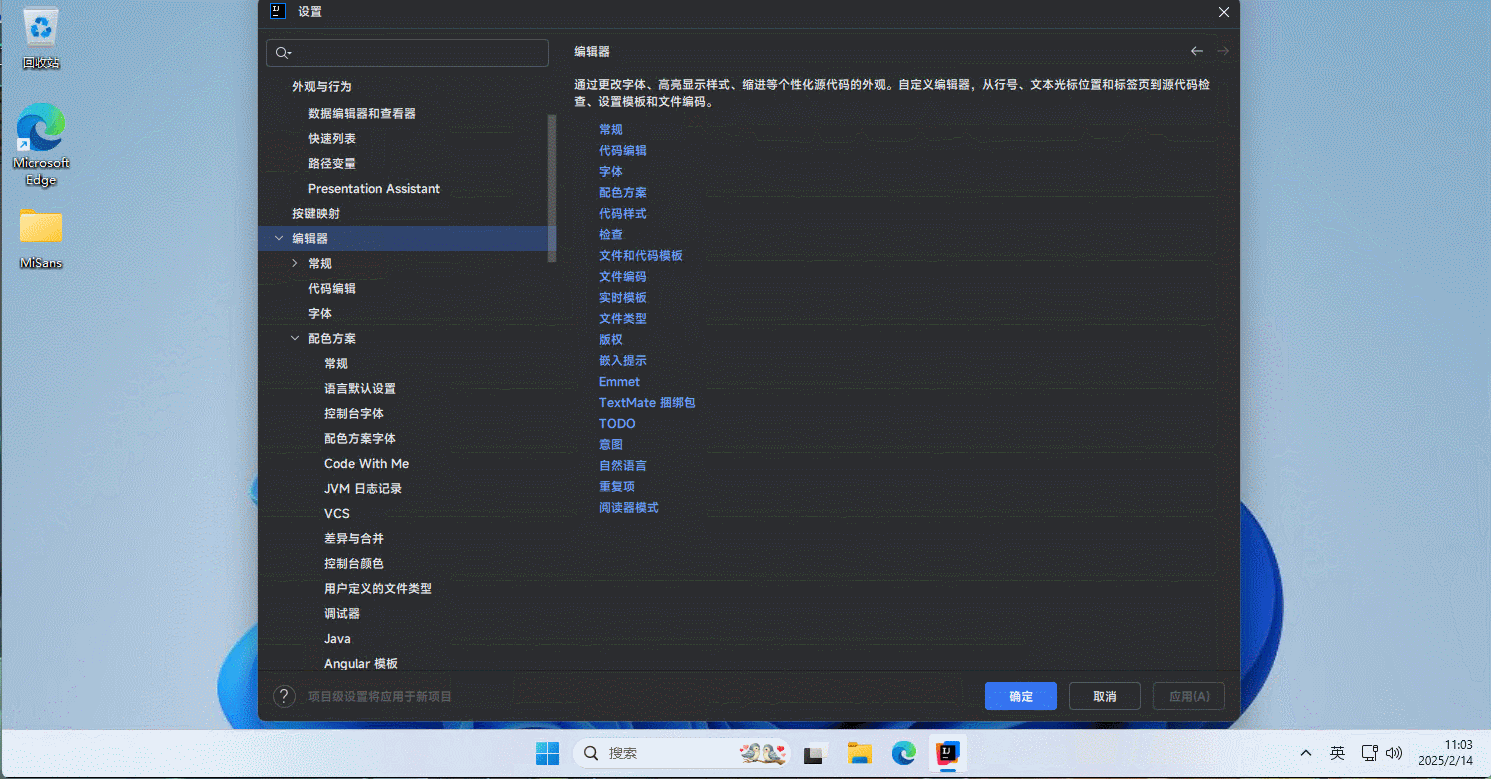 回收站
Microsoft
Edge
MiSans
设置
外观与行为
数据编辑器和查看器
快速列表
路径变量
Presentation Assistant
按键映射
编辑器
常规
代码编辑
字体
配色方案
常规
语言默认设置
控制台字体
配色方案字体
Code With Me
JVM 日志记录
VCS
差异与合并
控制台颜色
用户定义的文件类型
调试器
Java
Angular 模板
编辑器
通过更改字体、高亮显示样式、缩进等个性化源代码的外观。自定义编辑器，从行号、文本光标位置和标签页到源代码检
查、设置模板和文件编码。
常规
代码编辑
字体
配色方案
代码样式
检查
文件和代码模板
文件编码
实时模板
文件类型
版权
嵌入提示
Emmet
TextMate 捆绑包
TODO
意图
自然语言
重复项
阅读器模式
? 项目级设置将应用于新项目
确定
取消
应用(A)
搜索
英
11:03
2025/2/14